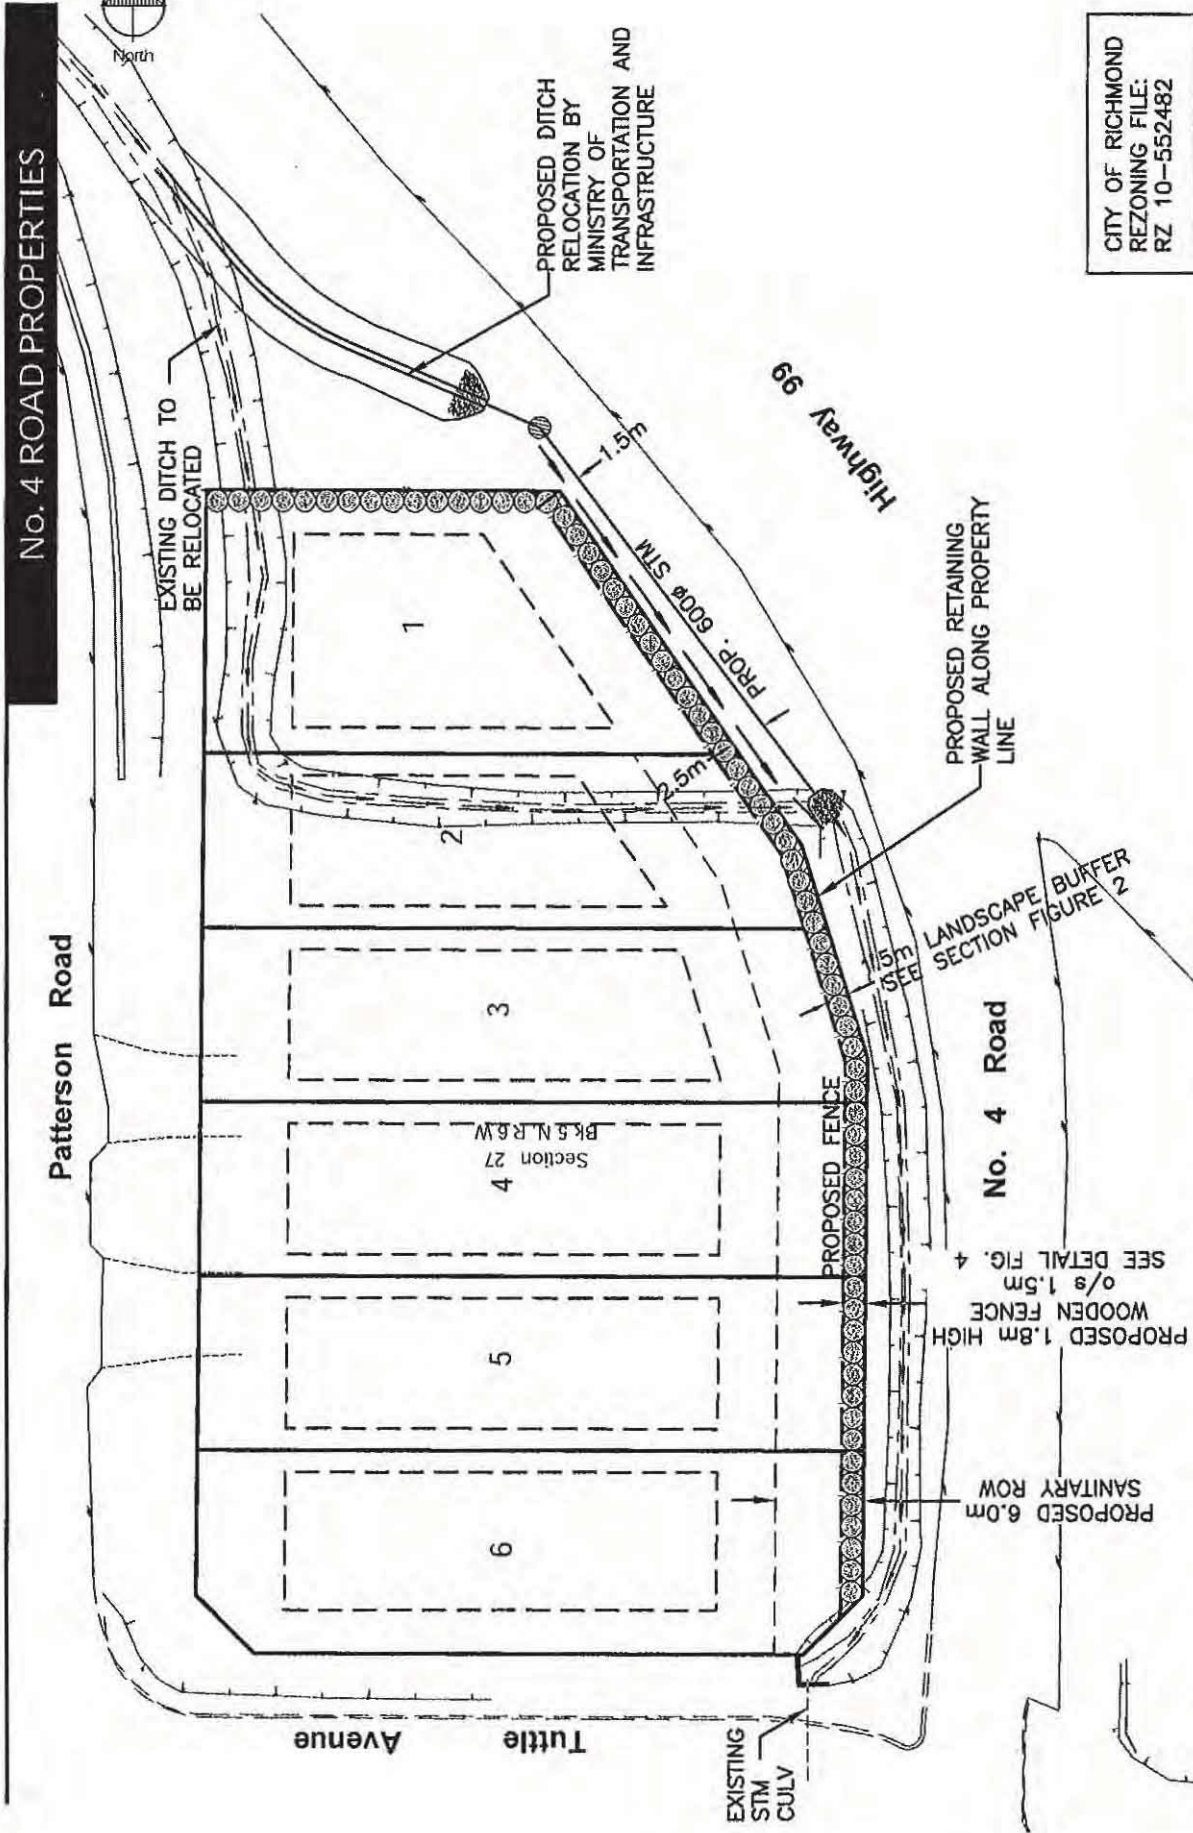 No. 4 ROAD PROPERTIES
North
Patterson Road
EXISTING DITCH TO
BE RELOCATED
PROPOSED DITCH
RELOCATION BY
MINISTRY OF
TRANSPORTATION AND
INFRASTRUCTURE
1.5m
PROP. 600ø STM
Highway 99
1
2
2.5m
3
4
Section 27
Bk 5 N. R 6 W
5
6
PROPOSED RETAINING
WALL ALONG PROPERTY
LINE
1.5m LANDSCAPE BUFFER
SEE SECTION FIGURE 2
PROPOSED FENCE
No. 4 Road
PROPOSED 1.8m HIGH
WOODEN FENCE
o/s 1.5m
SEE DETAIL FIG. 4
PROPOSED 6.0m
SANITARY ROW
Tuttle Avenue
EXISTING
STM
CULV
CITY OF RICHMOND
REZONING FILE:
RZ 10-552482